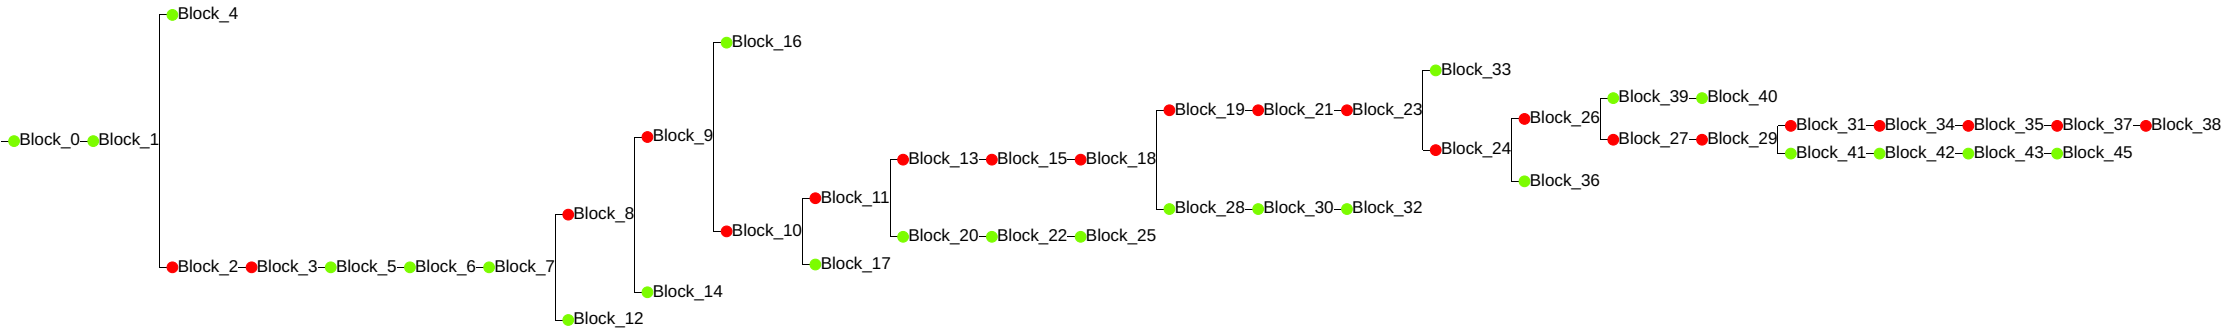 Block_4
Block_16
Block_33
Block_39 Block_40
Block_19 Block_21 Block_23
Block_26
Block_31 Block_34 Block_35 Block_37 Block_38
Block_0 Block_1
Block_9
Block_27 Block_29
Block_24
Block_41 Block_42 Block_43 Block_45
Block_13 Block_15 Block_18
Block_36
Block_11
Block_28 Block_30 Block_32
Block_8
Block_10
Block_20 Block_22 Block_25
Block_17
Block_2 Block_3 Block_5 Block_6 Block_7
Block_14
Block_12